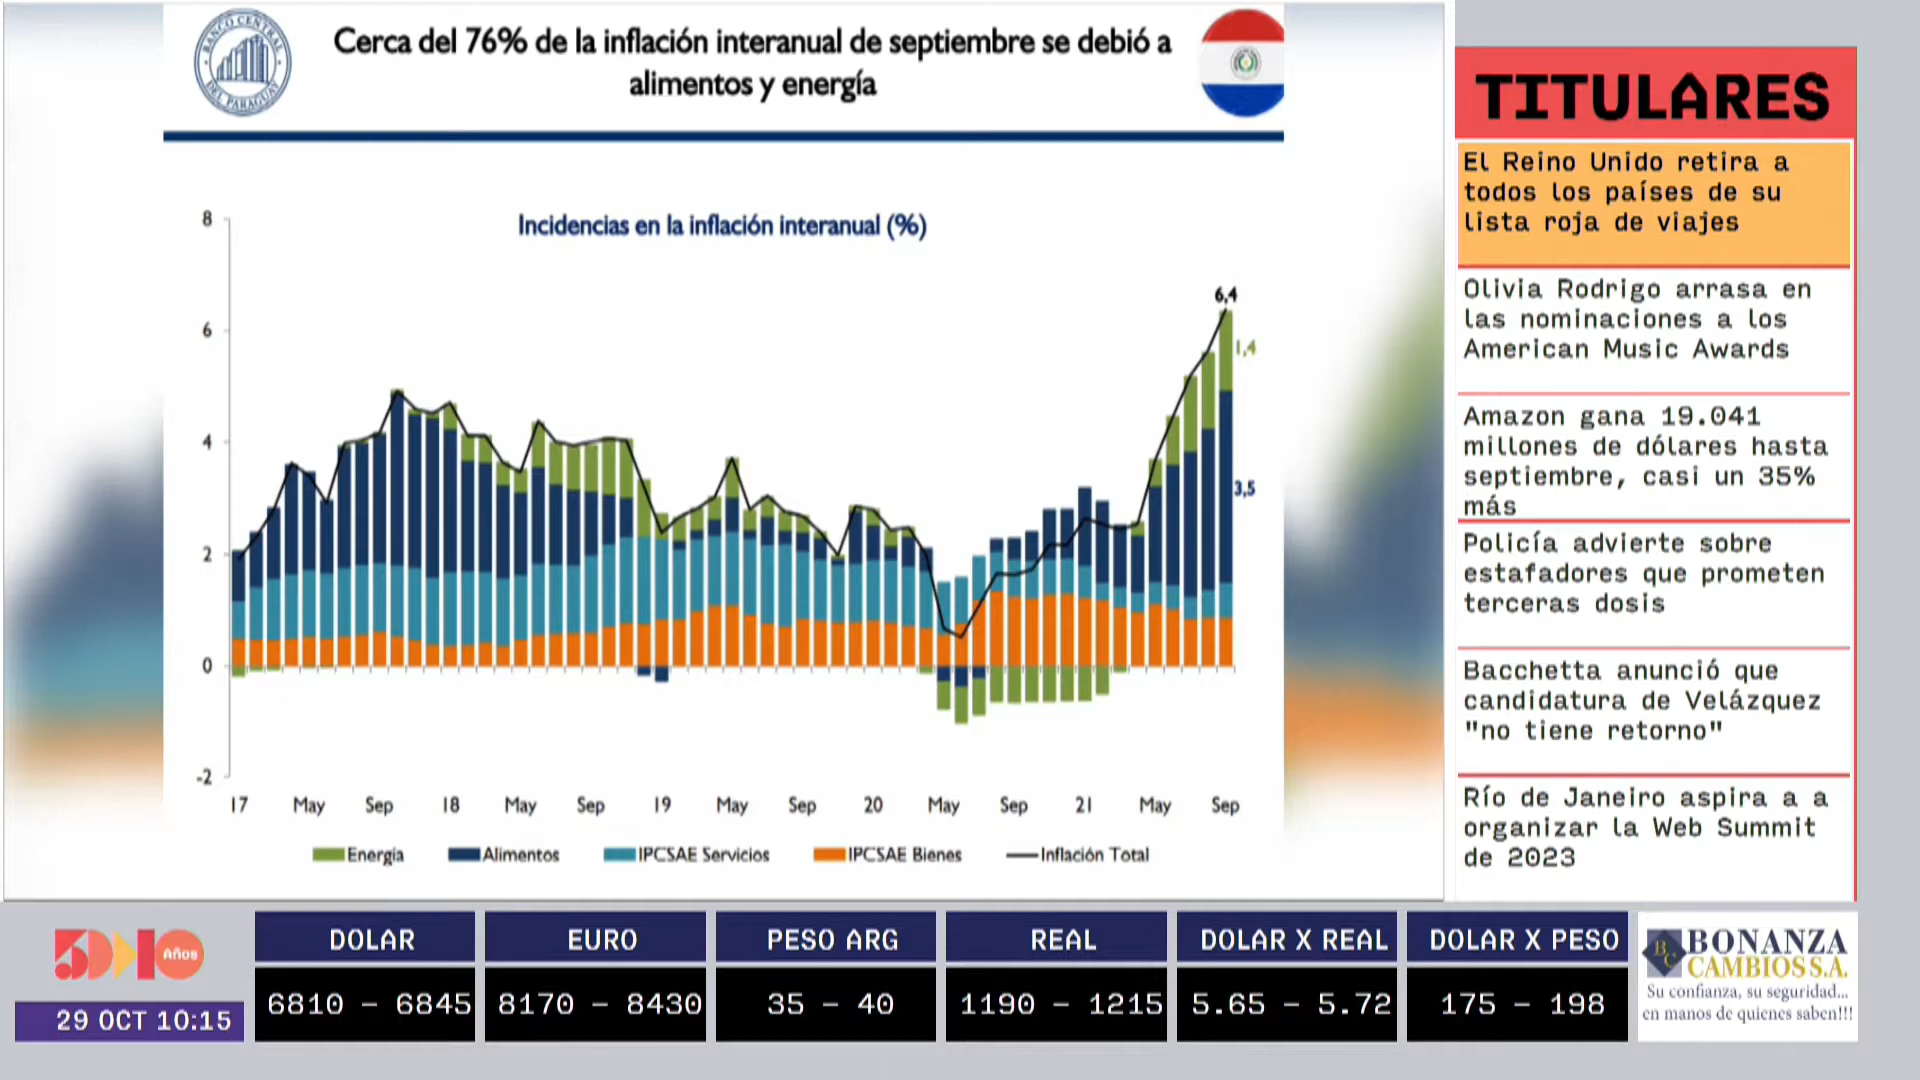 BANCO CENTRAL
DEL PARAGUAY
Cerca del 76% de la inflación interanual de septiembre se debió a
alimentos y energía
Incidencias en la inflación interanual (%)
8
6
4
2
0
-2
6,4
1,4
3,5
17 May Sep 18 May Sep 19 May Sep 20 May Sep 21 May Sep
Energía Alimentos IPCSAE Servicios IPCSAE Bienes Inflación Total
TITULARES
El Reino Unido retira a
todos los países de su
lista roja de viajes
Olivia Rodrigo arrasa en
las nominaciones a los
American Music Awards
Amazon gana 19.041
millones de dólares hasta
septiembre, casi un 35%
más
Policía advierte sobre
estafadores que prometen
terceras dosis
Bacchetta anunció que
candidatura de Velázquez
"no tiene retorno"
Río de Janeiro aspira a a
organizar la Web Summit
de 2023
5D 10 Años
29 OCT 10:15
DOLAR
6810 - 6845
EURO
8170 - 8430
PESO ARG
35 - 40
REAL
1190 - 1215
DOLAR X REAL
5.65 - 5.72
DOLAR X PESO
175 - 198
BC
BONANZA
CAMBIOS S.A.
Su confianza, su seguridad...
en manos de quienes saben!!!